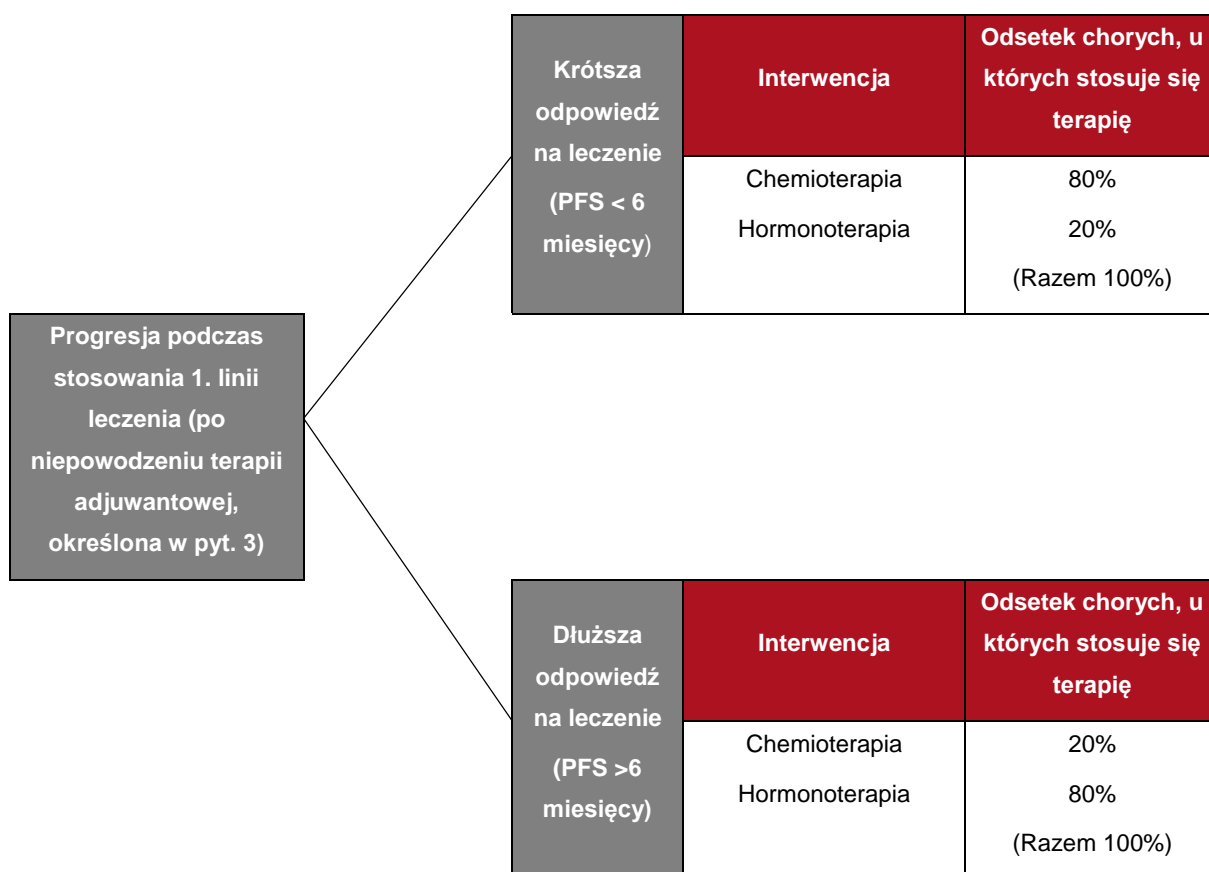 Progresja podczas
stosowania 1. linii
leczenia (po
niepowodzeniu terapii
adjuwantowej,
określona w pyt. 3)
Krótsza
odpowiedź
na leczenie
(PFS < 6
miesięcy)
Interwencja
Odsetek chorych, u
których stosuje się
terapię
Chemioterapia
80%
Hormonoterapia
20%
(Razem 100%)
Dłuższa
odpowiedź
na leczenie
(PFS >6
miesięcy)
Interwencja
Odsetek chorych, u
których stosuje się
terapię
Chemioterapia
20%
Hormonoterapia
80%
(Razem 100%)